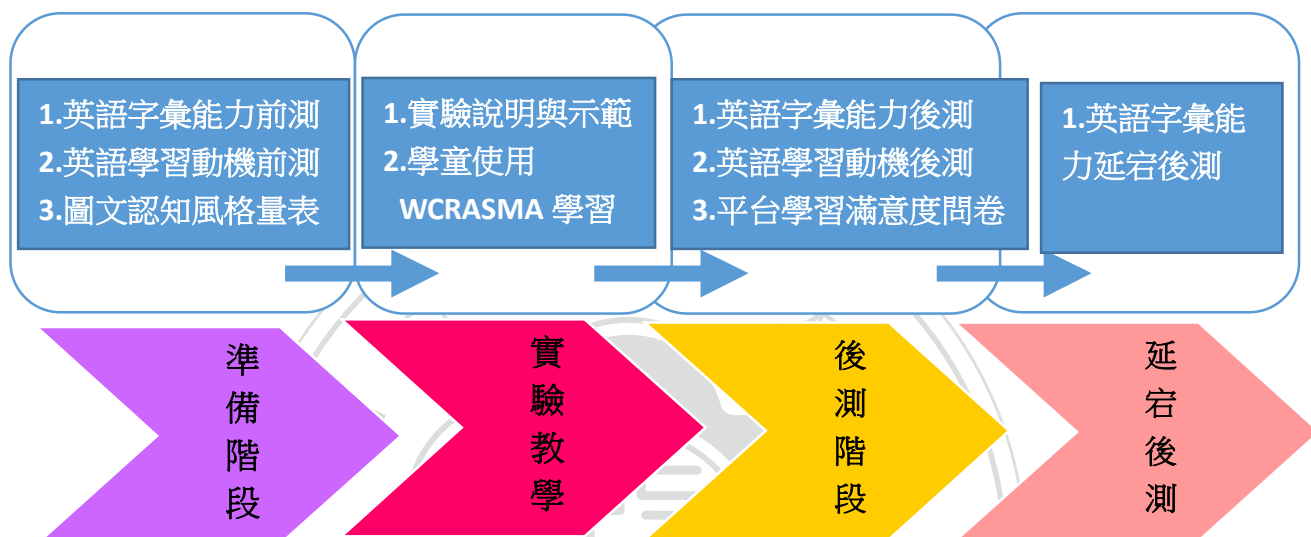 1.英語字彙能力前測
2.英語學習動機前測
3.圖文認知風格量表
1.實驗說明與示範
2.學童使用
WCRASMA 學習
1.英語字彙能力後測
2.英語學習動機後測
3.平台學習滿意度問卷
1.英語字彙能
力延宕後測
準備階段
實驗教學
後測階段
延宕後測